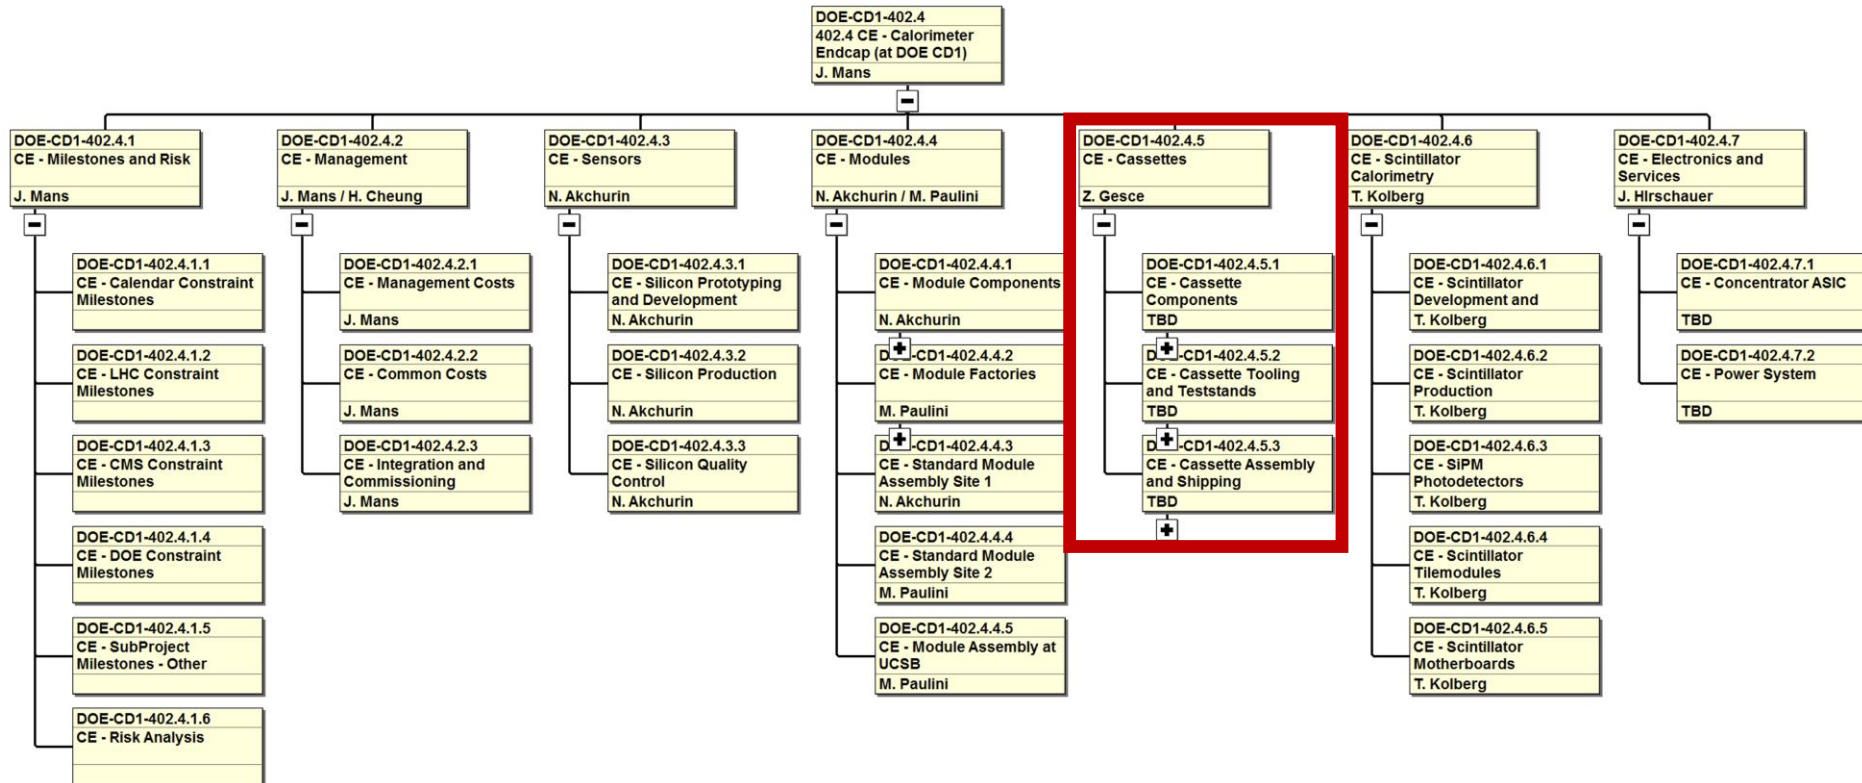 DOE-CD1-402.4
402.4 CE - Calorimeter
Endcap (at DOE CD1)
J. Mans
DOE-CD1-402.4.1
CE - Milestones and Risk
J. Mans
DOE-CD1-402.4.1.1
CE - Calendar Constraint
Milestones
DOE-CD1-402.4.1.2
CE - LHC Constraint
Milestones
DOE-CD1-402.4.1.3
CE - CMS Constraint
Milestones
DOE-CD1-402.4.1.4
CE - DOE Constraint
Milestones
DOE-CD1-402.4.1.5
CE - SubProject
Milestones - Other
DOE-CD1-402.4.1.6
CE - Risk Analysis
DOE-CD1-402.4.2
CE - Management
J. Mans / H. Cheung
DOE-CD1-402.4.2.1
CE - Management Costs
J. Mans
DOE-CD1-402.4.2.2
CE - Common Costs
J. Mans
DOE-CD1-402.4.2.3
CE - Integration and
Commissioning
J. Mans
DOE-CD1-402.4.3
CE - Sensors
N. Akchurin
DOE-CD1-402.4.3.1
CE - Silicon Prototyping
and Development
N. Akchurin
DOE-CD1-402.4.3.2
CE - Silicon Production
N. Akchurin
DOE-CD1-402.4.3.3
CE - Silicon Quality
Control
N. Akchurin
DOE-CD1-402.4.4
CE - Modules
N. Akchurin / M. Paulini
DOE-CD1-402.4.4.1
CE - Module Components
N. Akchurin
D -CD1-402.4.4.2
CE - Module Factories
M. Paulini
D -CD1-402.4.4.3
CE - Standard Module
Assembly Site 1
N. Akchurin
DOE-CD1-402.4.4.4
CE - Standard Module
Assembly Site 2
M. Paulini
DOE-CD1-402.4.4.5
CE - Module Assembly at
UCSB
M. Paulini
DOE-CD1-402.4.5
CE - Cassettes
Z. Gesce
DOE-CD1-402.4.5.1
CE - Cassette
Components
TBD
D -CD1-402.4.5.2
CE - Cassette Tooling
and Teststands
TBD
D -CD1-402.4.5.3
CE - Cassette Assembly
and Shipping
TBD
DOE-CD1-402.4.6
CE - Scintillator
Calorimetry
T. Kolberg
DOE-CD1-402.4.6.1
CE - Scintillator
Development and
T. Kolberg
DOE-CD1-402.4.6.2
CE - Scintillator
Production
T. Kolberg
DOE-CD1-402.4.6.3
CE - SiPM
Photodetectors
T. Kolberg
DOE-CD1-402.4.6.4
CE - Scintillator
Tilemodules
T. Kolberg
DOE-CD1-402.4.6.5
CE - Scintillator
Motherboards
T. Kolberg
DOE-CD1-402.4.7
CE - Electronics and
Services
J. HIrschauer
DOE-CD1-402.4.7.1
CE - Concentrator ASIC
TBD
DOE-CD1-402.4.7.2
CE - Power System
TBD